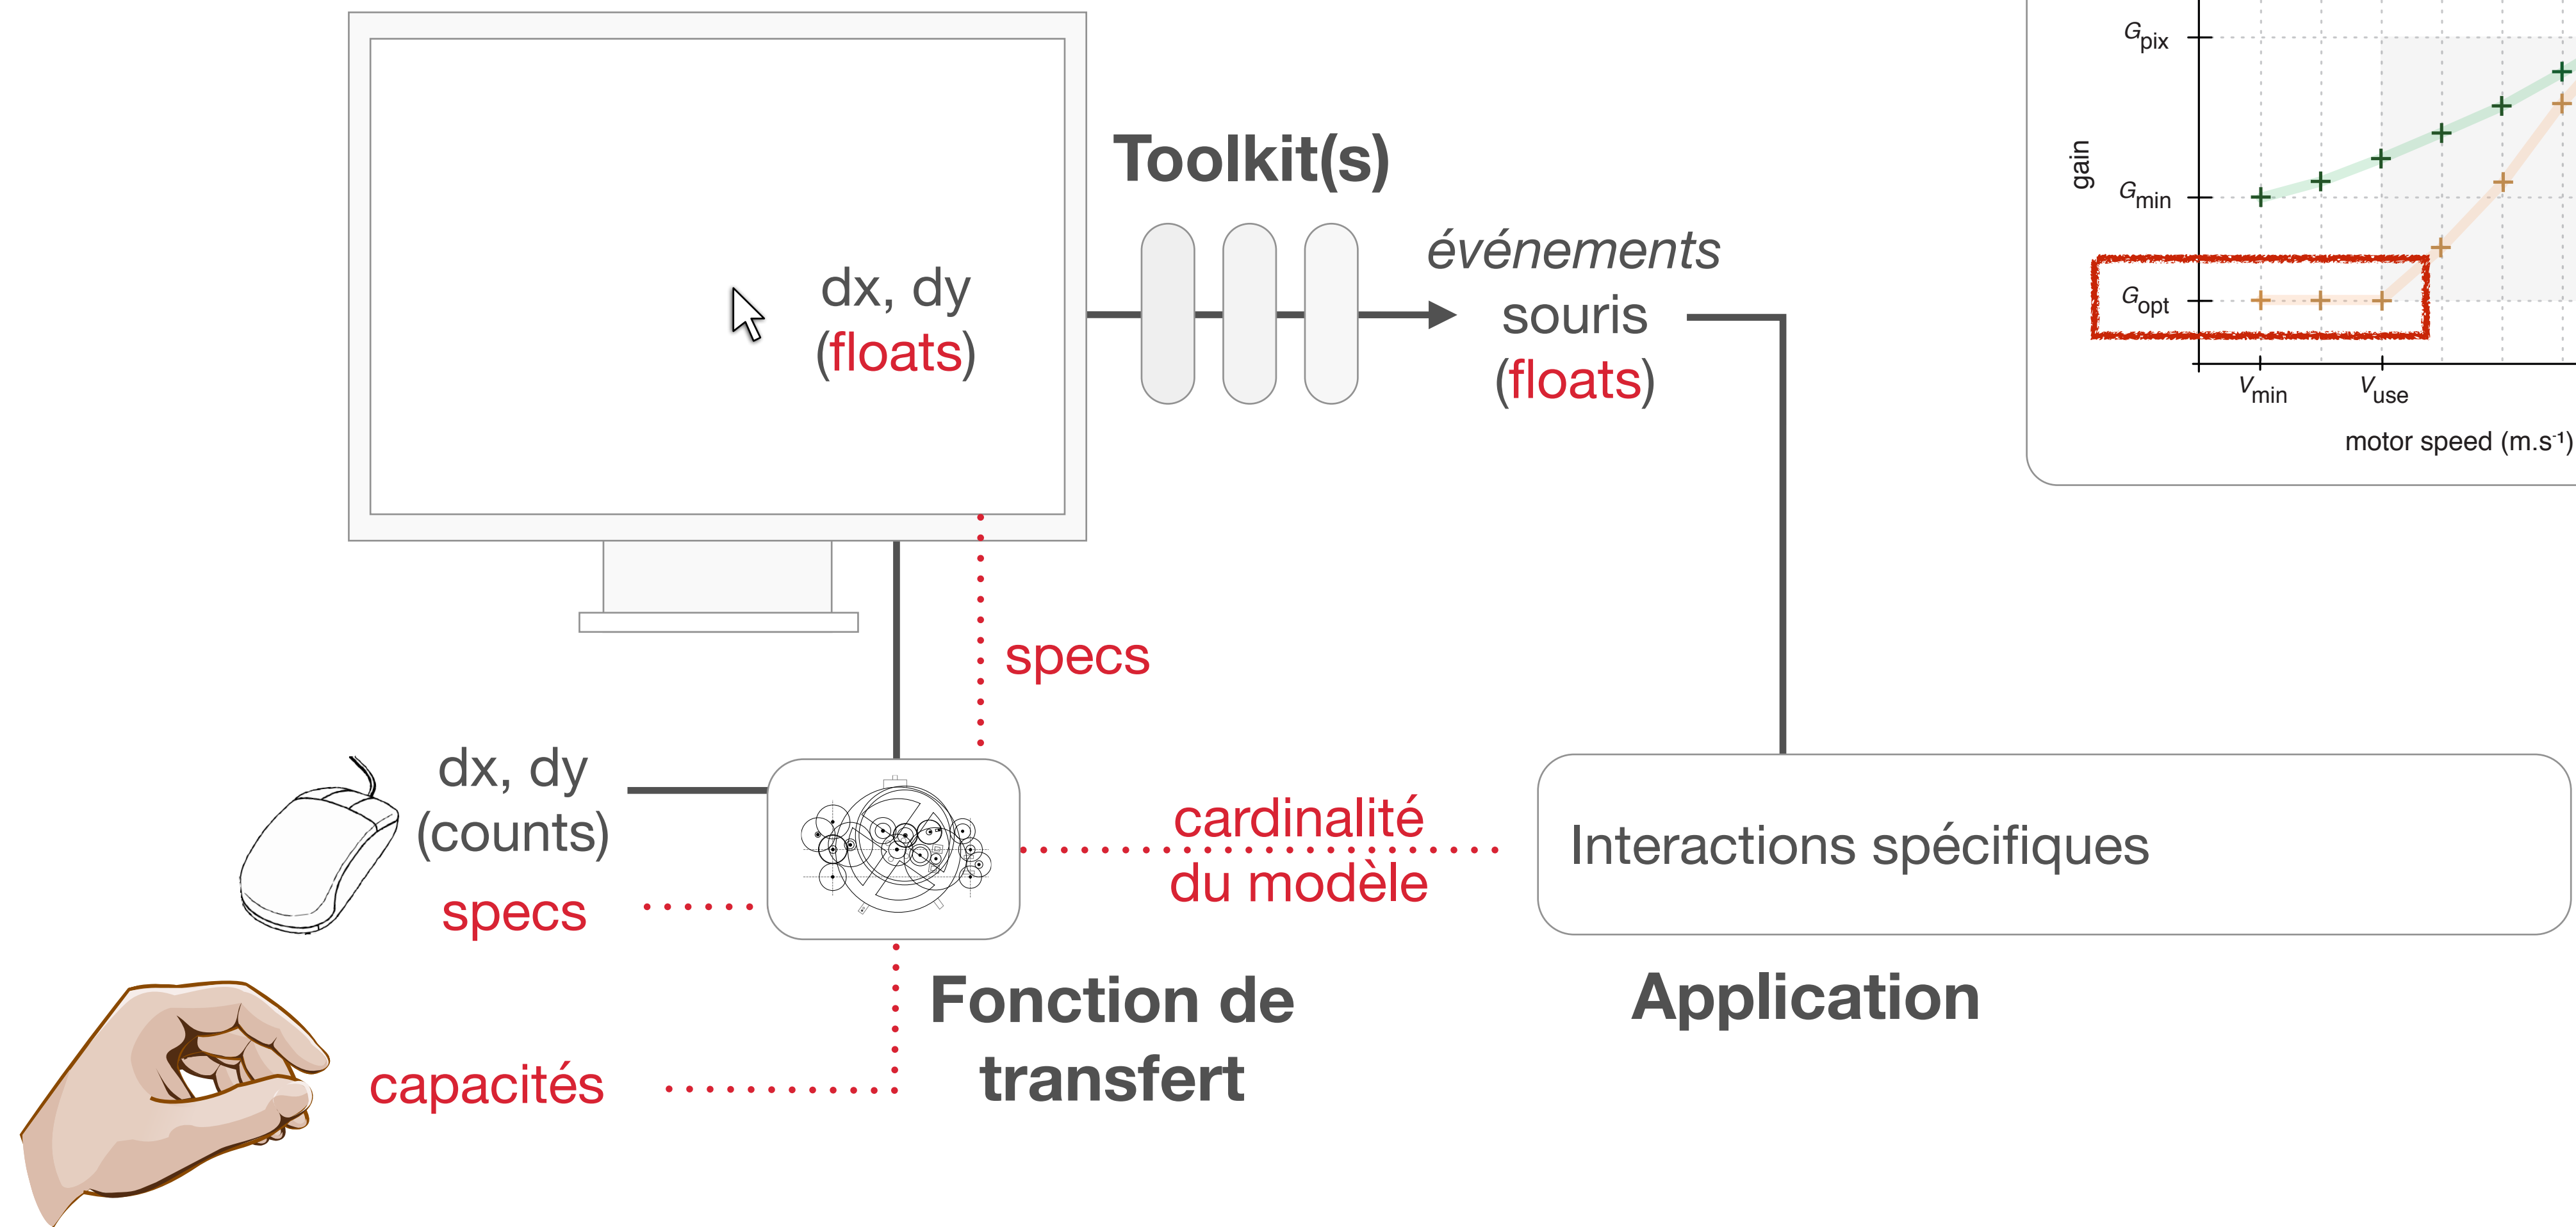 Toolkit(s)
dx, dy
(floats)
événements
souris
(floats)
specs
dx, dy
(counts)
specs
cardinalité
du modèle
Interactions spécifiques
Fonction de
transfert
Application
capacités
Gpix
gain
Gmin
Gopt
Vmin
Vuse
motor speed (m.s⁻¹)